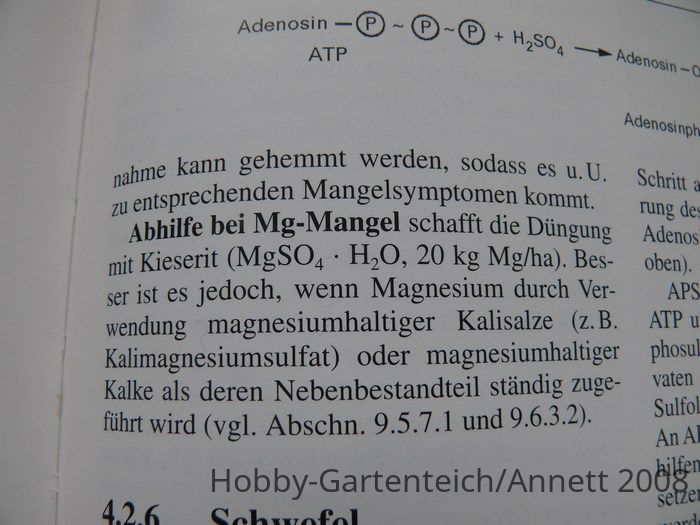 Adenosin – P ~ P ~ P + H₂SO₄ → Adenosin –
ATP
nahme kann gehemmt werden, sodass es u. U.
zu entsprechenden Mangelsymptomen kommt.
Abhilfe bei Mg-Mangel schafft die Düngung
mit Kieserit (MgSO₄ · H₂O, 20 kg Mg/ha). Bes-
ser ist es jedoch, wenn Magnesium durch Ver-
wendung magnesiumhaltiger Kalisalze (z. B.
Kalimagnesiumsulfat) oder magnesiumhaltiger
Kalke als deren Nebenbestandteil ständig zuge-
führt wird (vgl. Abschn. 9.5.7.1 und 9.6.3.2).
4.2.6 Schwefel
Adenosinph
Schritt a
rung des
Adenos
oben).
APS
ATP u
phosul
vaten
Sulfol
An Al
hilfen
setzen
Hobby-Gartenteich/Annett 2008